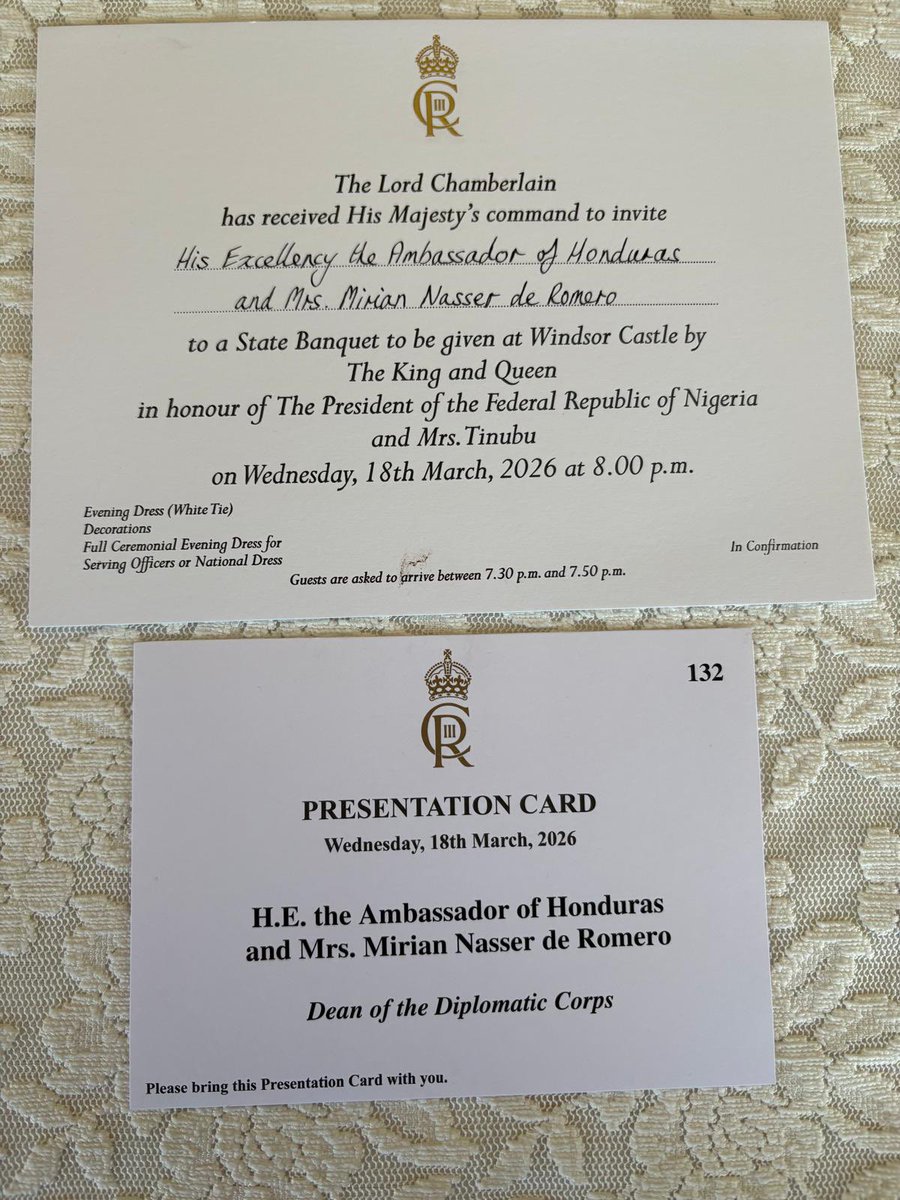 CR III
The Lord Chamberlain
has received His Majesty's command to invite
His Excellency the Ambassador of Honduras
and Mrs. Mirian Nasser de Romero
to a State Banquet to be given at Windsor Castle by
The King and Queen
in honour of The President of the Federal Republic of Nigeria
and Mrs. Tinubu
on Wednesday, 18th March, 2026 at 8.00 p.m.
Evening Dress (White Tie)
Decorations
Full Ceremonial Evening Dress for
Serving Officers or National Dress
Guests are asked to arrive between 7.30 p.m. and 7.50 p.m.
In Confirmation
132
CR III
PRESENTATION CARD
Wednesday, 18th March, 2026
H.E. the Ambassador of Honduras
and Mrs. Mirian Nasser de Romero
Dean of the Diplomatic Corps
Please bring this Presentation Card with you.